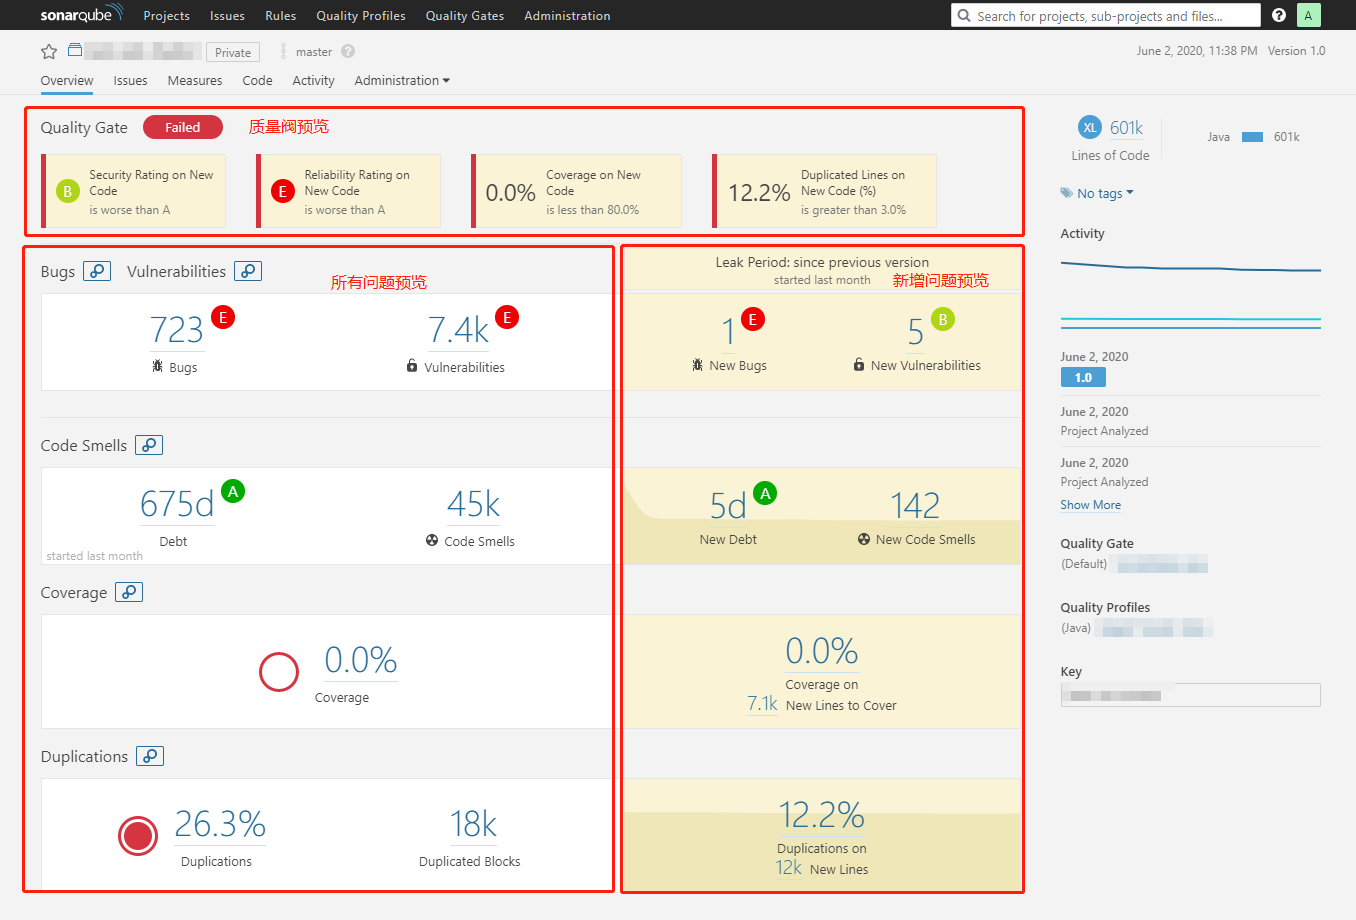 sonarqube Projects Issues Rules Quality Profiles Quality Gates Administration Search for projects, sub-projects and files... ? A
Private master ? June 2, 2020, 11:38 PM Version 1.0
Overview Issues Measures Code Activity Administration
Quality Gate Failed 质量阀预览
B Security Rating on New
Code
is worse than A
E Reliability Rating on
New Code
is worse than A
0.0% Coverage on New
Code
is less than 80.0%
12.2% Duplicated Lines on
New Code (%)
is greater than 3.0%
Bugs Vulnerabilities
所有问题预览
723 E
Bugs
7.4k E
Vulnerabilities
Leak Period: since previous version
started last month 新增问题预览
1 E
New Bugs
5 B
New Vulnerabilities
Code Smells
675d A
Debt
started last month
45k
Code Smells
5d A
New Debt
142
New Code Smells
Coverage
0.0%
Coverage
0.0%
Coverage on
7.1k New Lines to Cover
Duplications
26.3%
Duplications
18k
Duplicated Blocks
12.2%
Duplications on
12k New Lines
XL 601k
Lines of Code
Java 601k
No tags
Activity
June 2, 2020
1.0
June 2, 2020
Project Analyzed
June 2, 2020
Project Analyzed
Show More
Quality Gate
(Default)
Quality Profiles
(Java)
Key